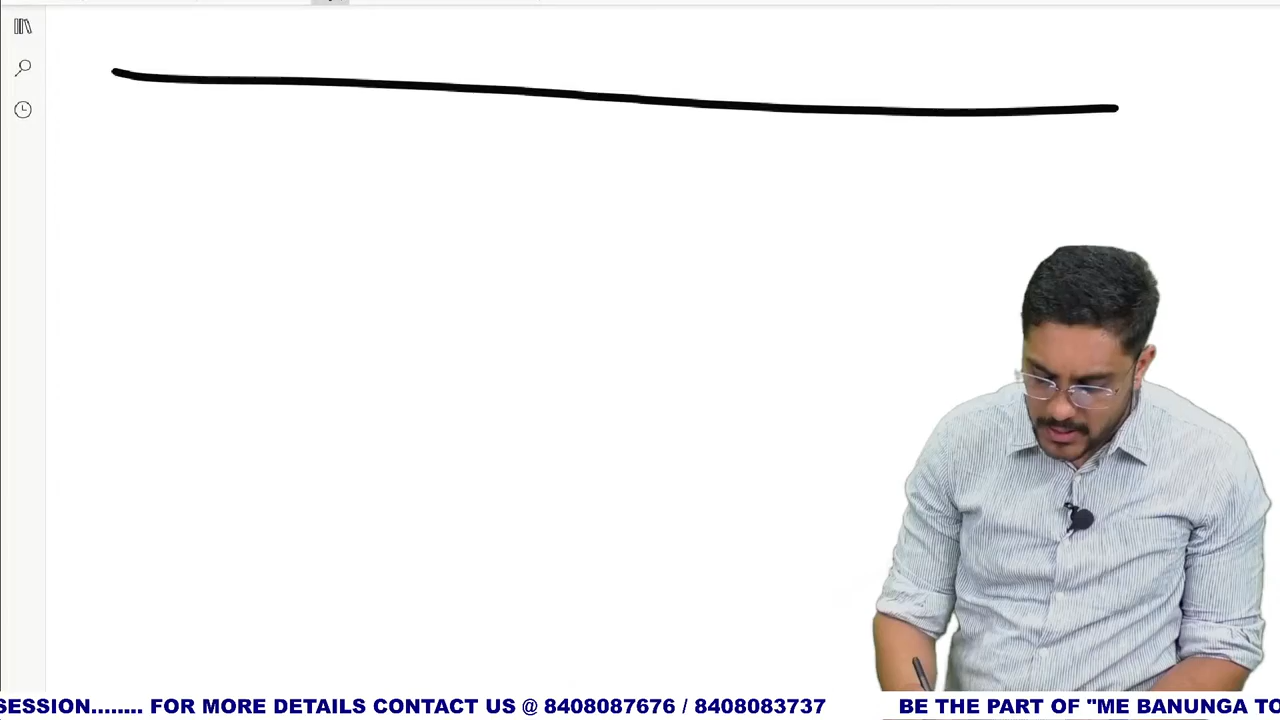 SESSION........ FOR MORE DETAILS CONTACT US @ 8408087676 / 8408083737 BE THE PART OF "ME BANUNGA TO